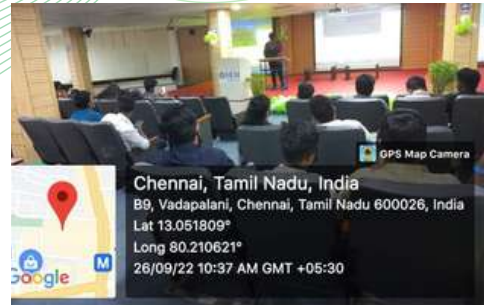 GPS Map Camera
Chennai, Tamil Nadu, India
B9, Vadapalani, Chennai, Tamil Nadu 600026, India
Lat 13.051809°
Long 80.210621°
26/09/22 10:37 AM GMT +05:30
Google
M